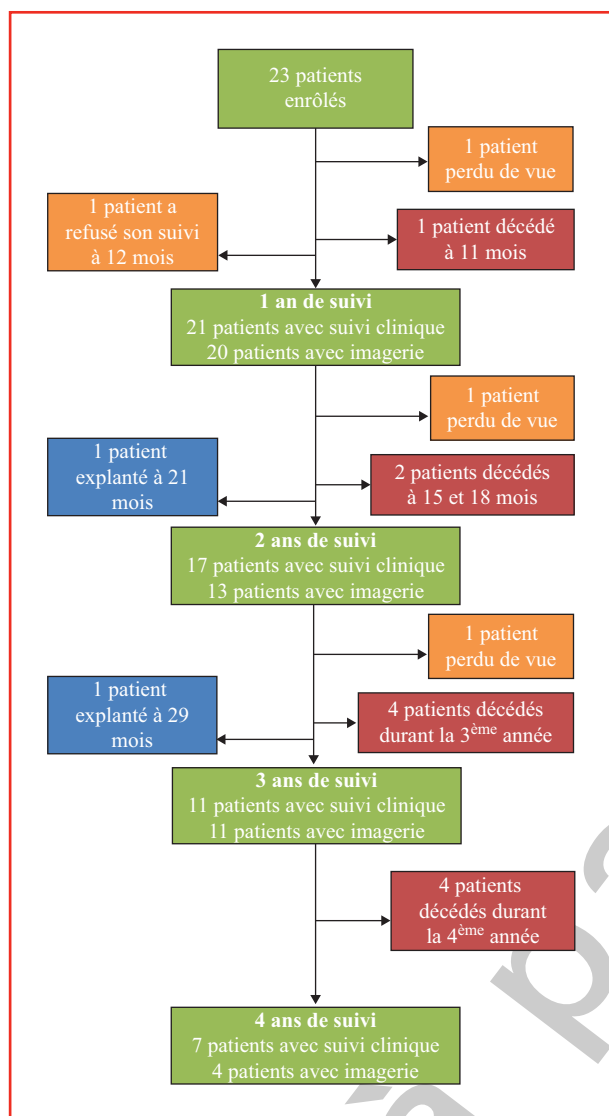 23 patients
enrôlés
1 patient
perdu de vue
1 patient a
refusé son suivi
à 12 mois
1 patient décédé
à 11 mois
1 an de suivi
21 patients avec suivi clinique
20 patients avec imagerie
1 patient
perdu de vue
1 patient
explanté à 21
mois
2 patients décédés
à 15 et 18 mois
2 ans de suivi
17 patients avec suivi clinique
13 patients avec imagerie
1 patient
perdu de vue
1 patient
explanté à 29
mois
4 patients décédés
durant la 3ème année
3 ans de suivi
11 patients avec suivi clinique
11 patients avec imagerie
4 patients
décédés durant
la 4ème année
4 ans de suivi
7 patients avec suivi clinique
4 patients avec imagerie